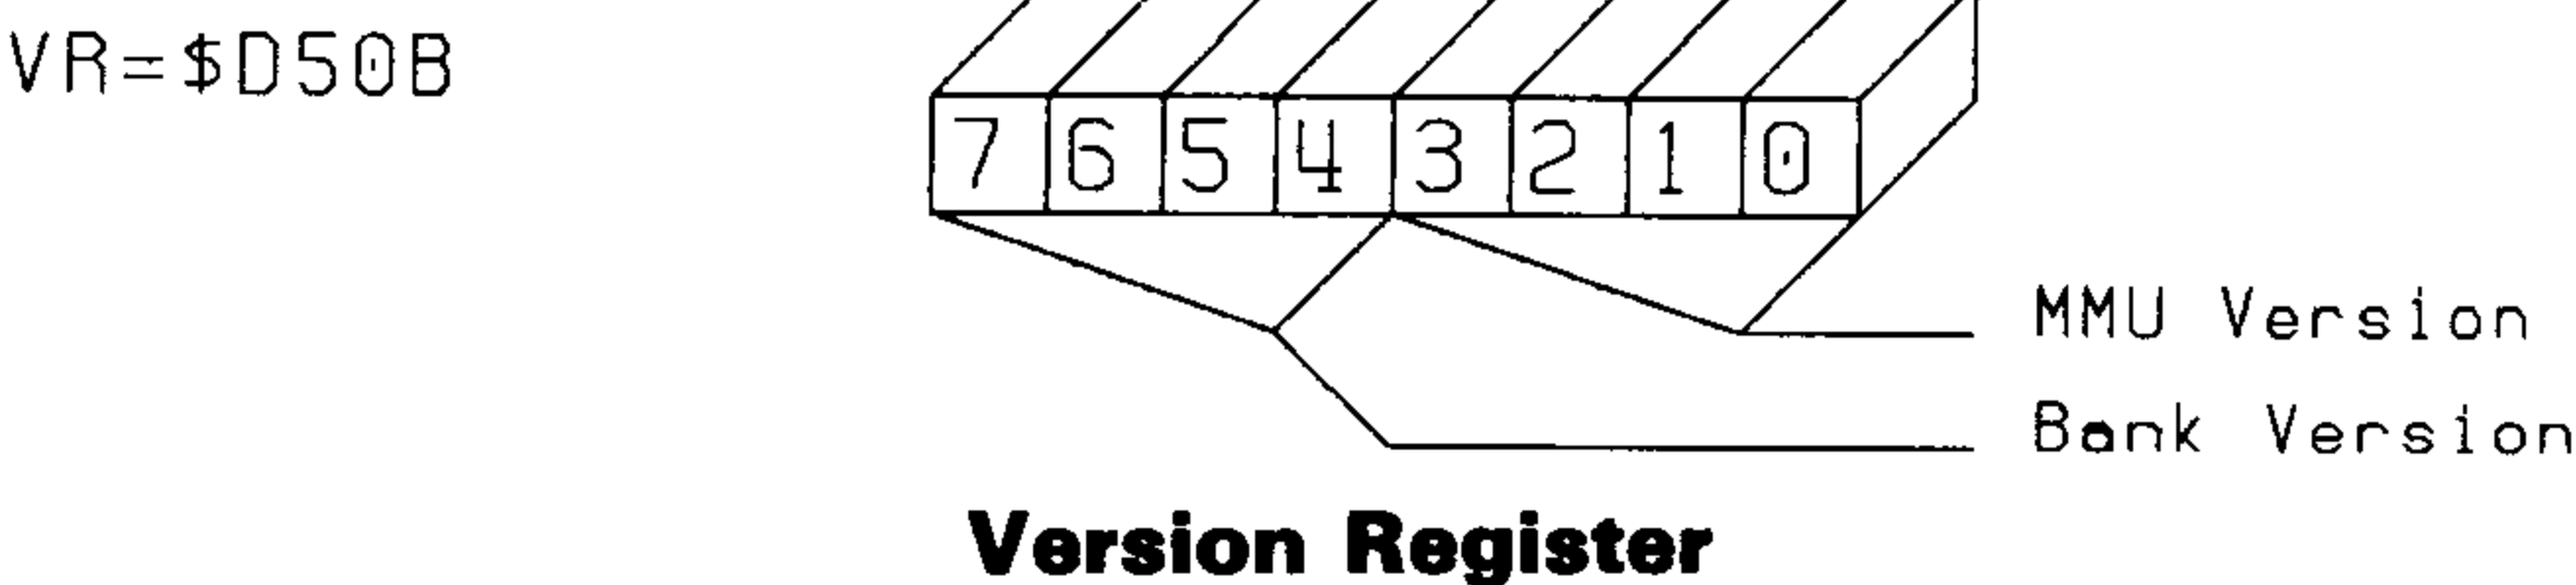 VR=$D50B
7 6 5 4 3 2 1 0
MMU Version
Bank Version
Version Register